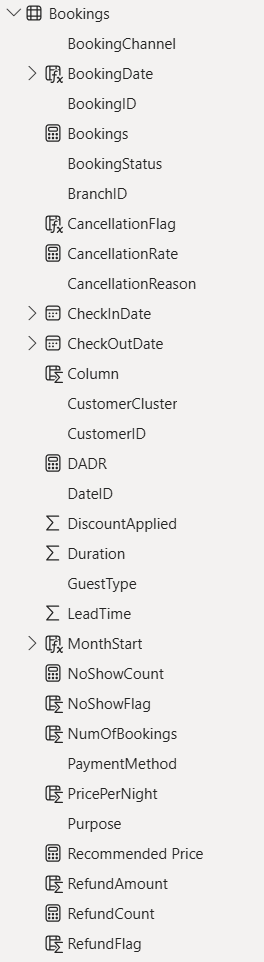 Bookings
BookingChannel
BookingDate
BookingID
Bookings
BookingStatus
BranchID
CancellationFlag
CancellationRate
CancellationReason
CheckInDate
CheckOutDate
Column
CustomerCluster
CustomerID
DADR
DateID
DiscountApplied
Duration
GuestType
LeadTime
MonthStart
NoShowCount
NoShowFlag
NumOfBookings
PaymentMethod
PricePerNight
Purpose
Recommended Price
RefundAmount
RefundCount
RefundFlag